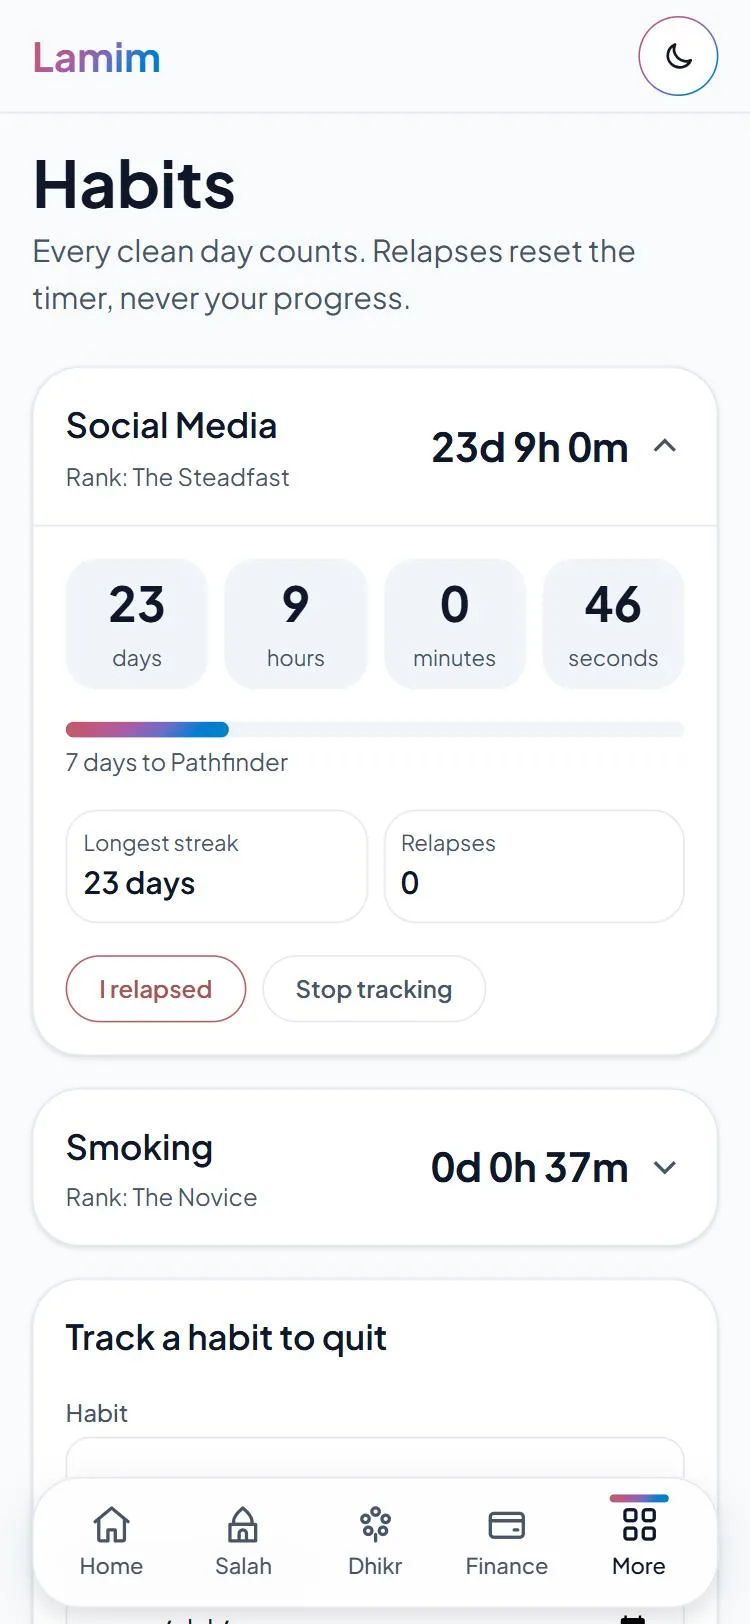 Lamim
Habits
Every clean day counts. Relapses reset the
timer, never your progress.
Social Media
Rank: The Steadfast
23d 9h 0m
23
days
9
hours
0
minutes
46
seconds
7 days to Pathfinder
Longest streak
23 days
Relapses
0
I relapsed
Stop tracking
Smoking
Rank: The Novice
0d 0h 37m
Track a habit to quit
Habit
Home
Salah
Dhikr
Finance
More